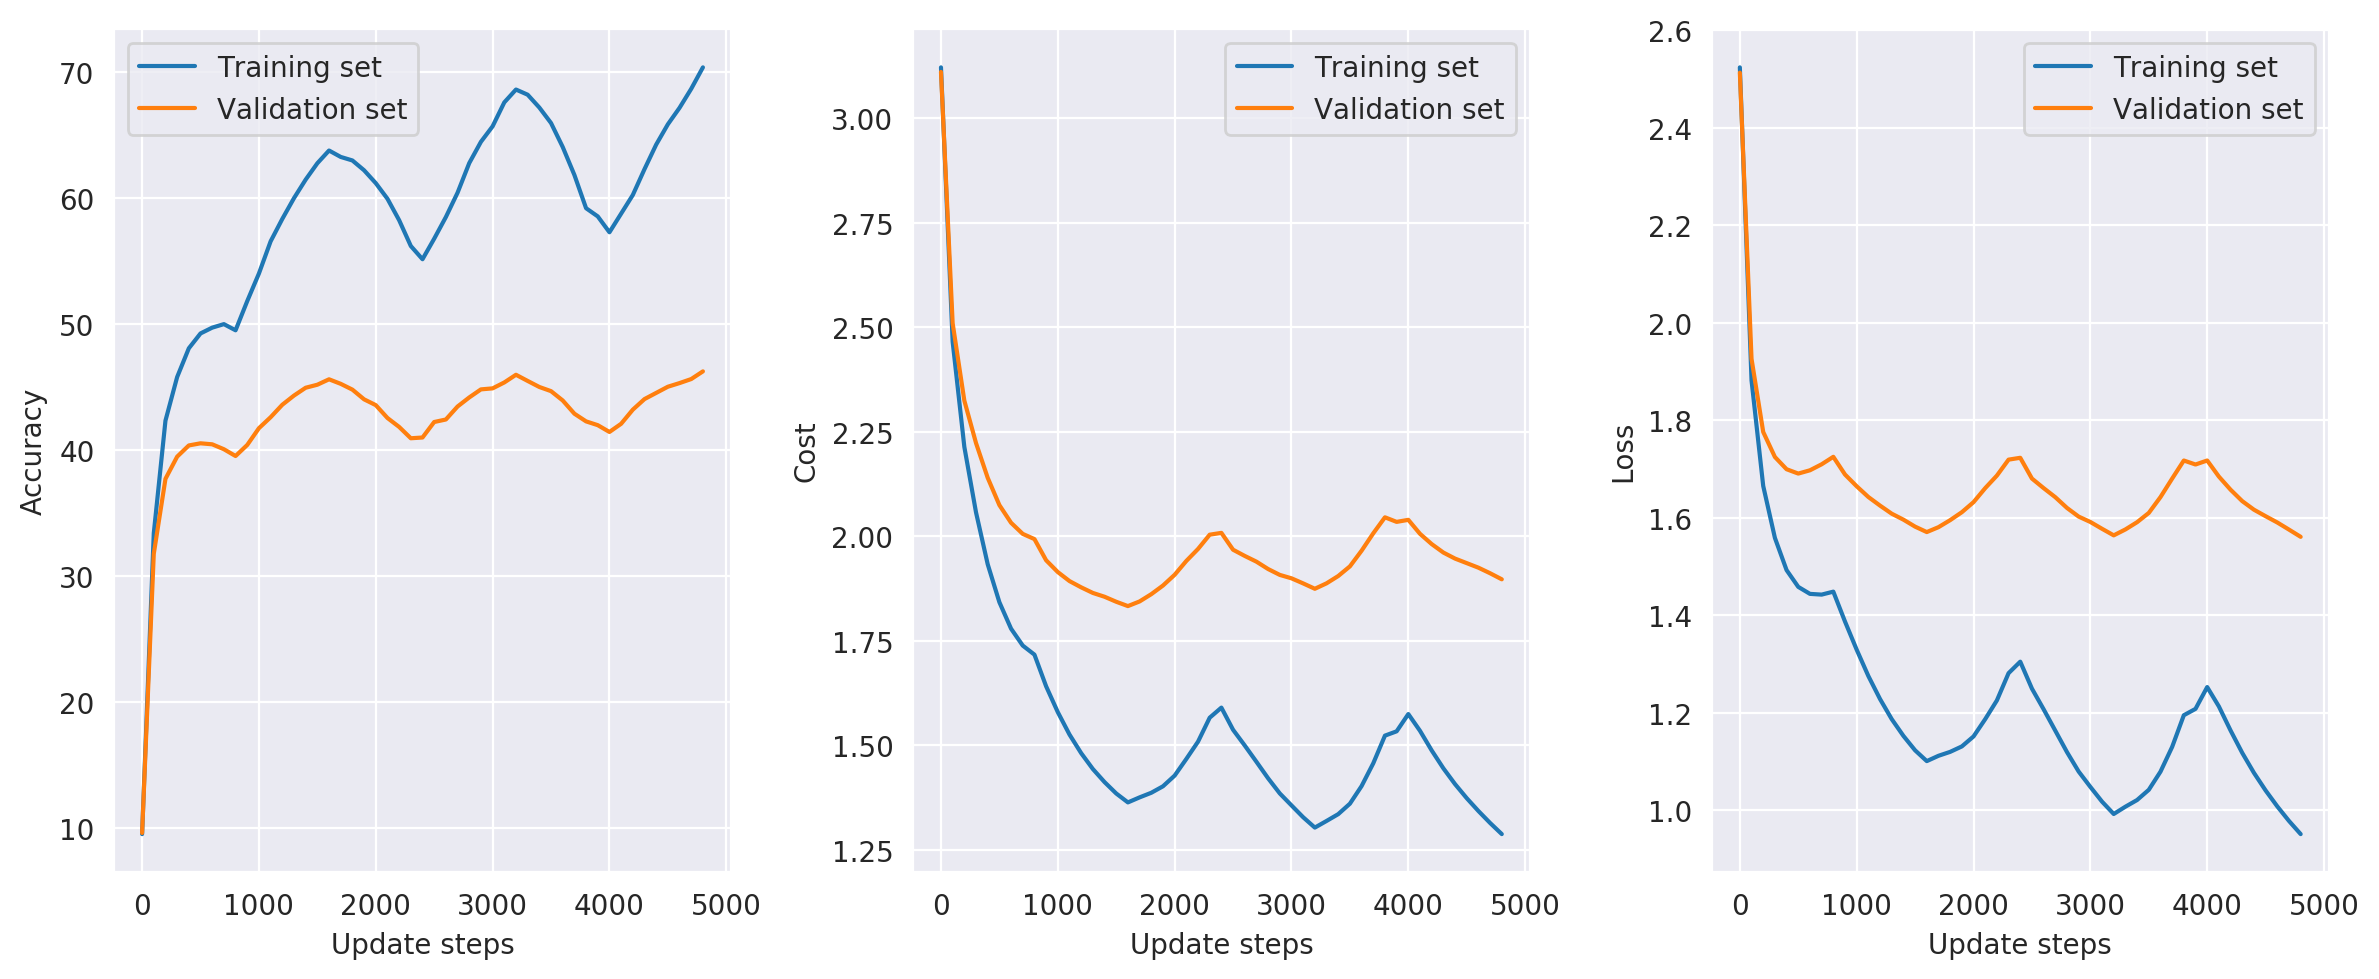 Training set
Validation set
70
60
50
40
30
20
10
Accuracy
0 1000 2000 3000 4000 5000
Update steps
Training set
Validation set
3.00
2.75
2.50
2.25
2.00
1.75
1.50
1.25
Cost
0 1000 2000 3000 4000 5000
Update steps
Training set
Validation set
2.6
2.4
2.2
2.0
1.8
1.6
1.4
1.2
1.0
Loss
0 1000 2000 3000 4000 5000
Update steps